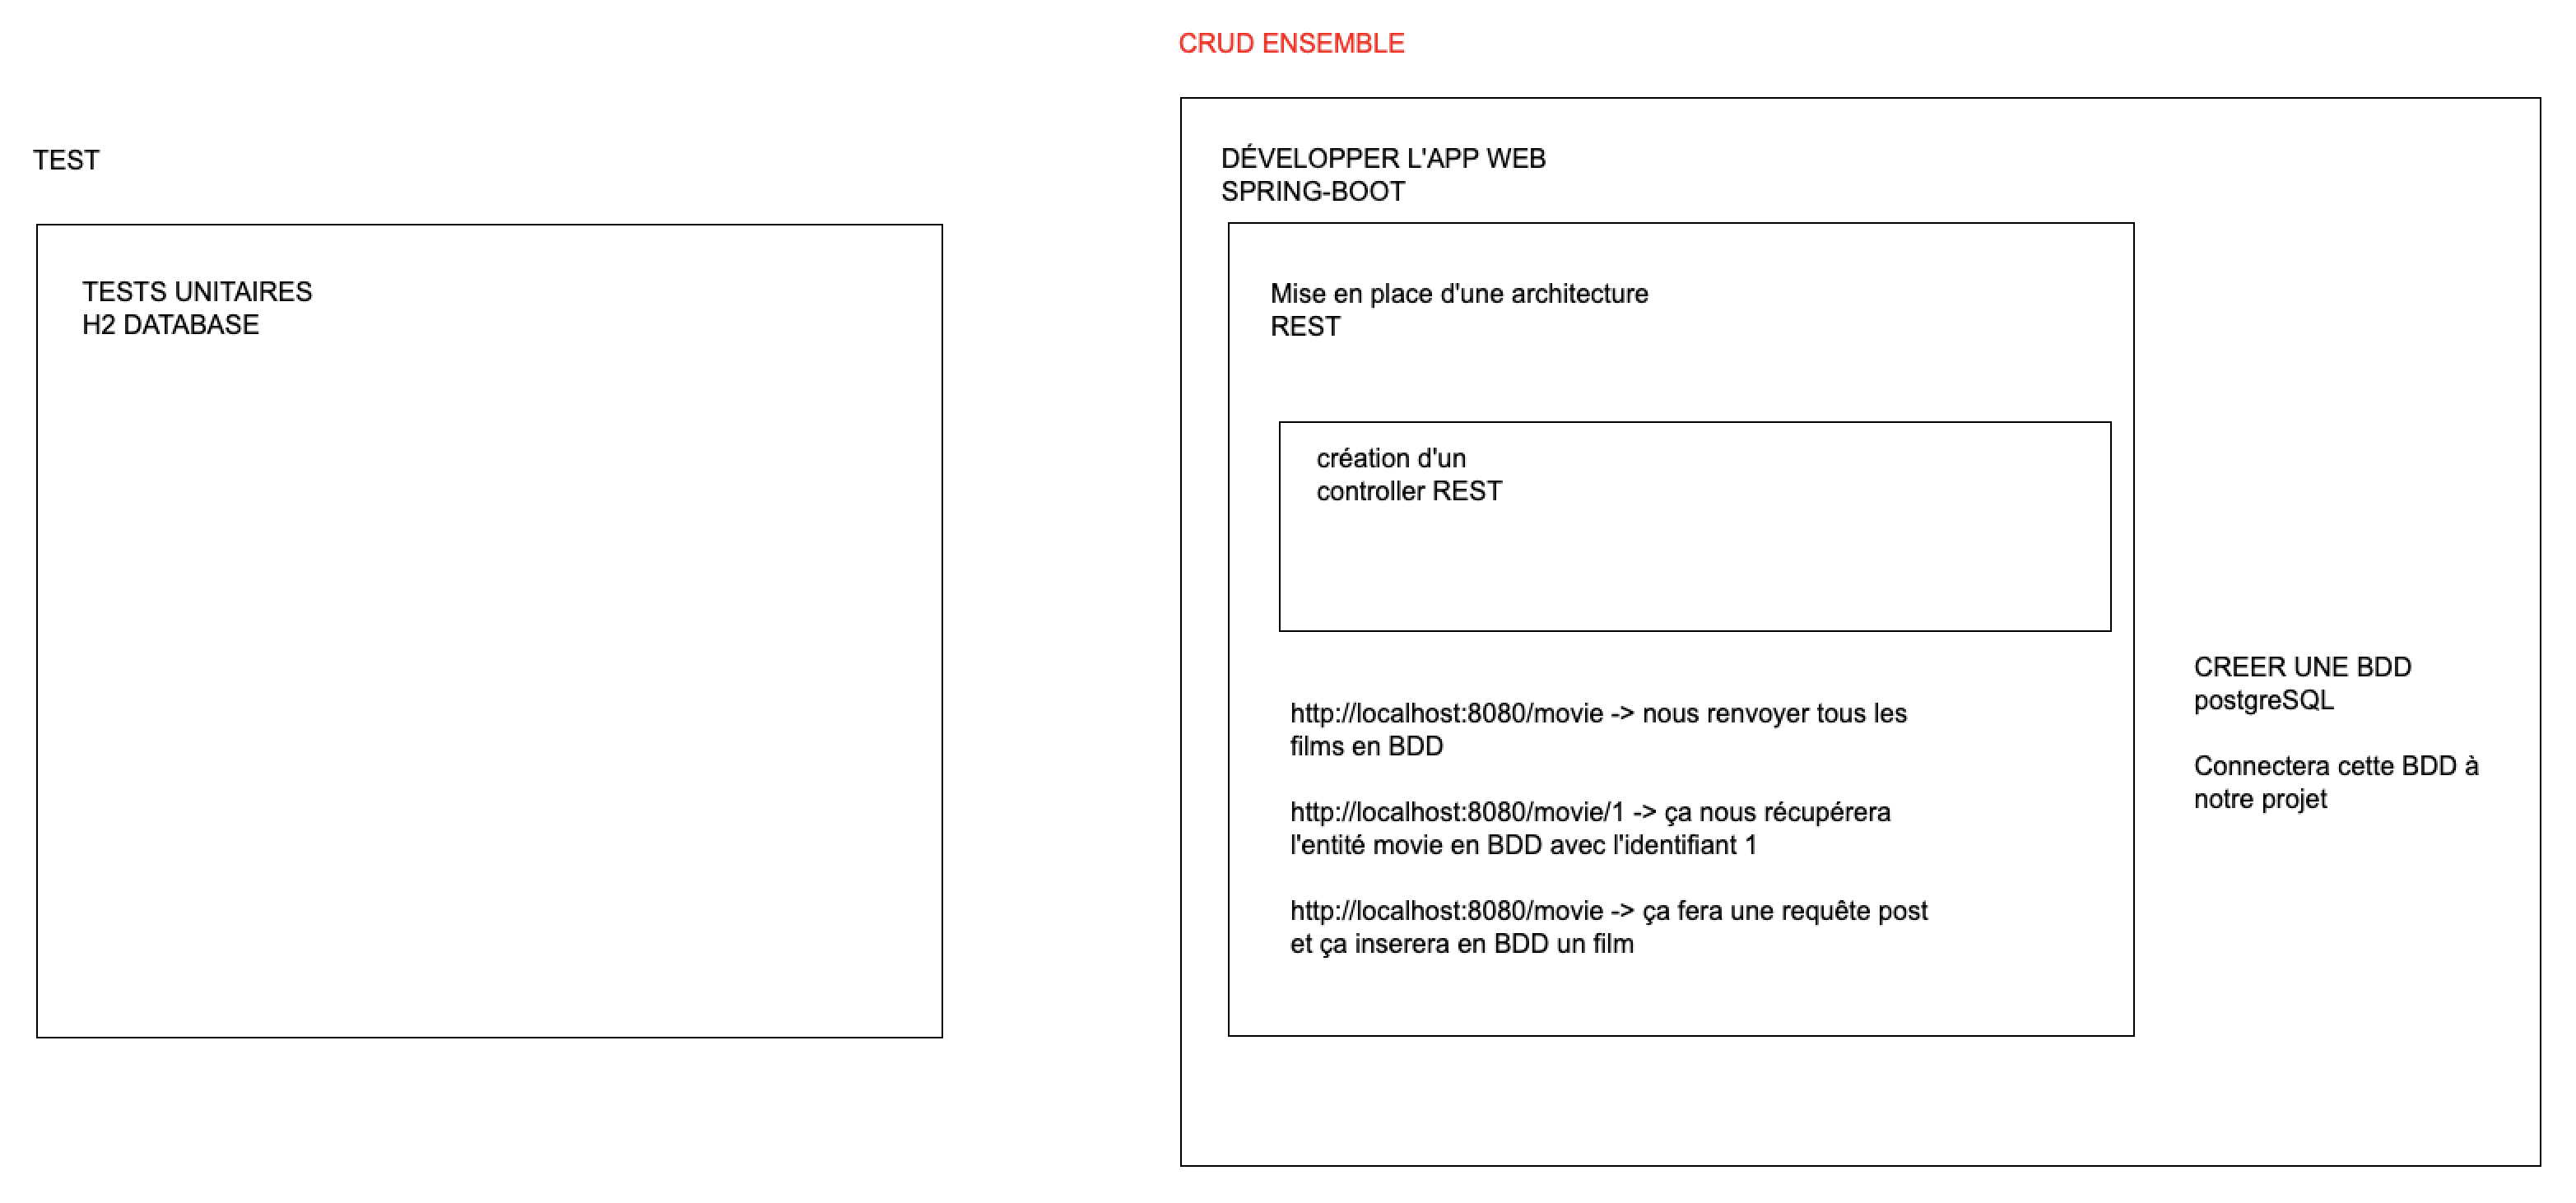 CRUD ENSEMBLE
TEST
TESTS UNITAIRES
H2 DATABASE
DÉVELOPPER L'APP WEB
SPRING-BOOT
Mise en place d'une architecture
REST
création d'un
controller REST
http://localhost:8080/movie -> nous renvoyer tous les
films en BDD
http://localhost:8080/movie/1 -> ça nous récupérera
l'entité movie en BDD avec l'identifiant 1
http://localhost:8080/movie -> ça fera une requête post
et ça inserera en BDD un film
CREER UNE BDD
postgreSQL
Connectera cette BDD à
notre projet